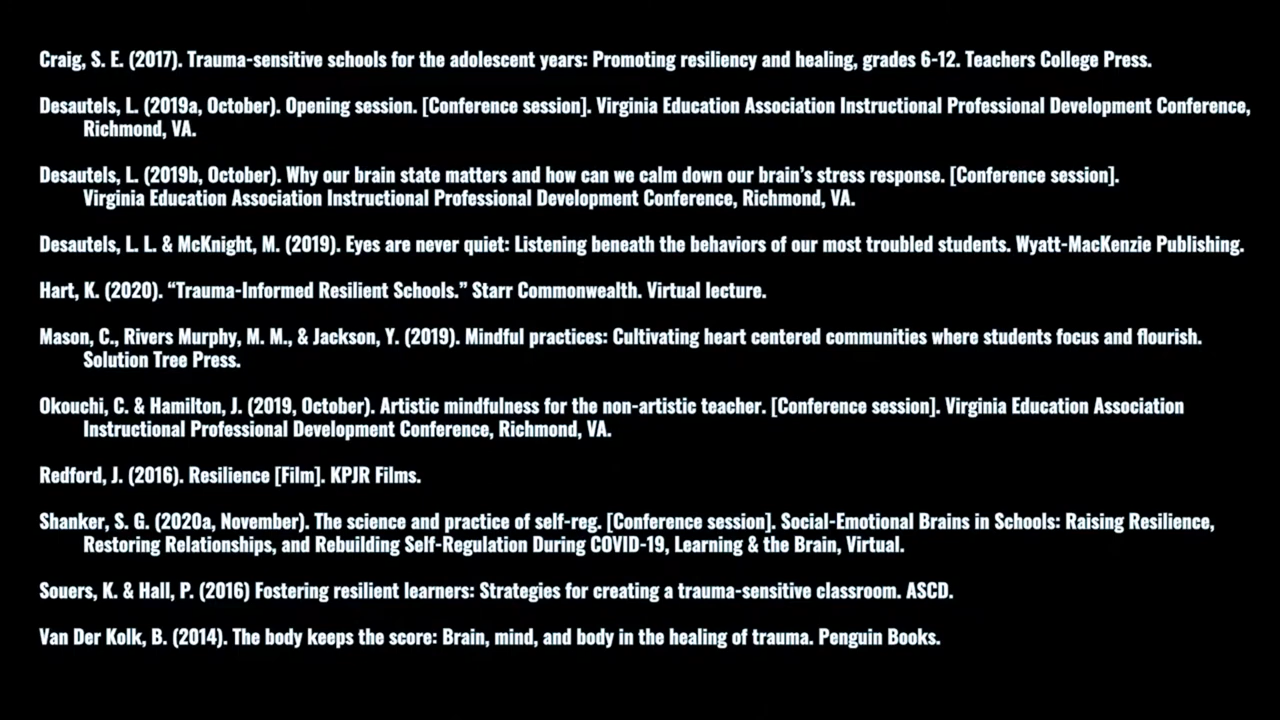 Craig, S. E. (2017). Trauma-sensitive schools for the adolescent years: Promoting resiliency and healing, grades 6-12. Teachers College Press.
Desautels, L. (2019a, October). Opening session. [Conference session]. Virginia Education Association Instructional Professional Development Conference,
Richmond, VA.
Desautels, L. (2019b, October). Why our brain state matters and how can we calm down our brain’s stress response. [Conference session].
Virginia Education Association Instructional Professional Development Conference, Richmond, VA.
Desautels, L. L. & McKnight, M. (2019). Eyes are never quiet: Listening beneath the behaviors of our most troubled students. Wyatt-MacKenzie Publishing.
Hart, K. (2020). “Trauma-Informed Resilient Schools.” Starr Commonwealth. Virtual lecture.
Mason, C., Rivers Murphy, M. M., & Jackson, Y. (2019). Mindful practices: Cultivating heart centered communities where students focus and flourish.
Solution Tree Press.
Okouchi, C. & Hamilton, J. (2019, October). Artistic mindfulness for the non-artistic teacher. [Conference session]. Virginia Education Association
Instructional Professional Development Conference, Richmond, VA.
Redford, J. (2016). Resilience [Film]. KPJR Films.
Shanker, S. G. (2020a, November). The science and practice of self-reg. [Conference session]. Social-Emotional Brains in Schools: Raising Resilience,
Restoring Relationships, and Rebuilding Self-Regulation During COVID-19, Learning & the Brain, Virtual.
Souers, K. & Hall, P. (2016) Fostering resilient learners: Strategies for creating a trauma-sensitive classroom. ASCD.
Van Der Kolk, B. (2014). The body keeps the score: Brain, mind, and body in the healing of trauma. Penguin Books.